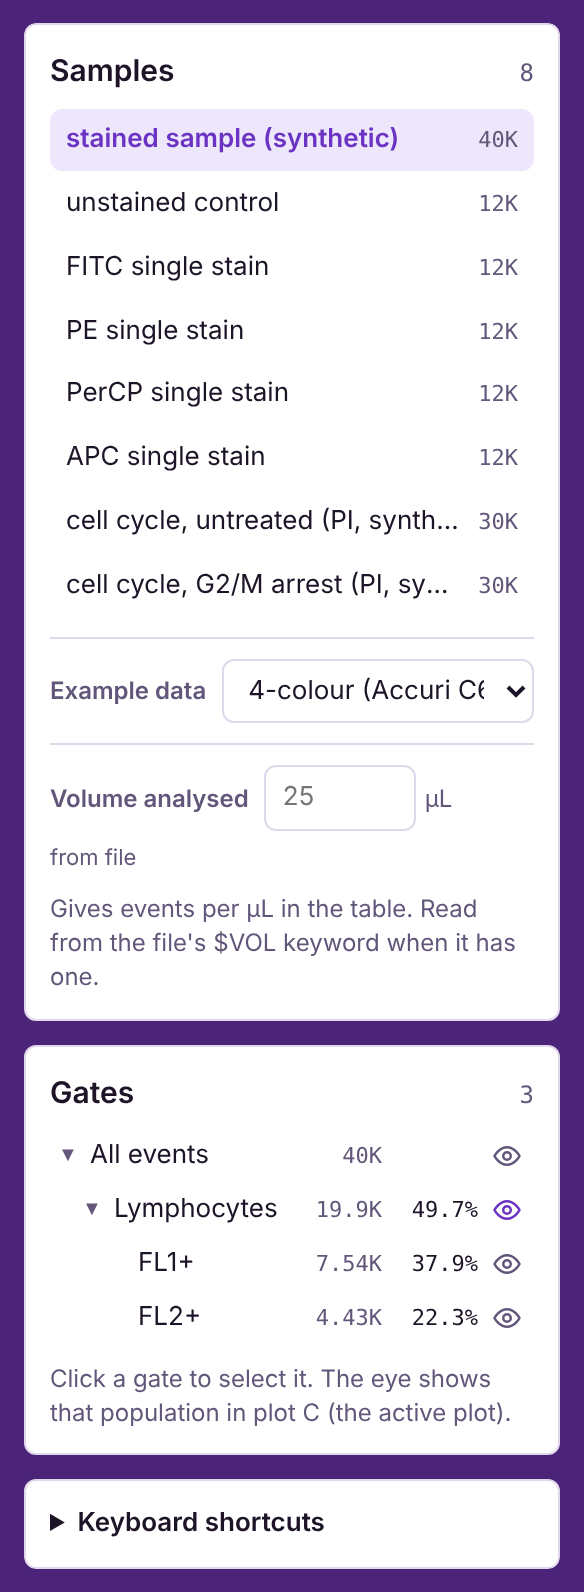 Samples 8
stained sample (synthetic) 40K
unstained control 12K
FITC single stain 12K
PE single stain 12K
PerCP single stain 12K
APC single stain 12K
cell cycle, untreated (PI, synth... 30K
cell cycle, G2/M arrest (PI, sy... 30K
Example data 4-colour (Accuri C6
Volume analysed 25 µL
from file
Gives events per µL in the table. Read
from the file's $VOL keyword when it has
one.
Gates 3
▼ All events 40K
▼ Lymphocytes 19.9K 49.7%
FL1+ 7.54K 37.9%
FL2+ 4.43K 22.3%
Click a gate to select it. The eye shows
that population in plot C (the active plot).
▶ Keyboard shortcuts